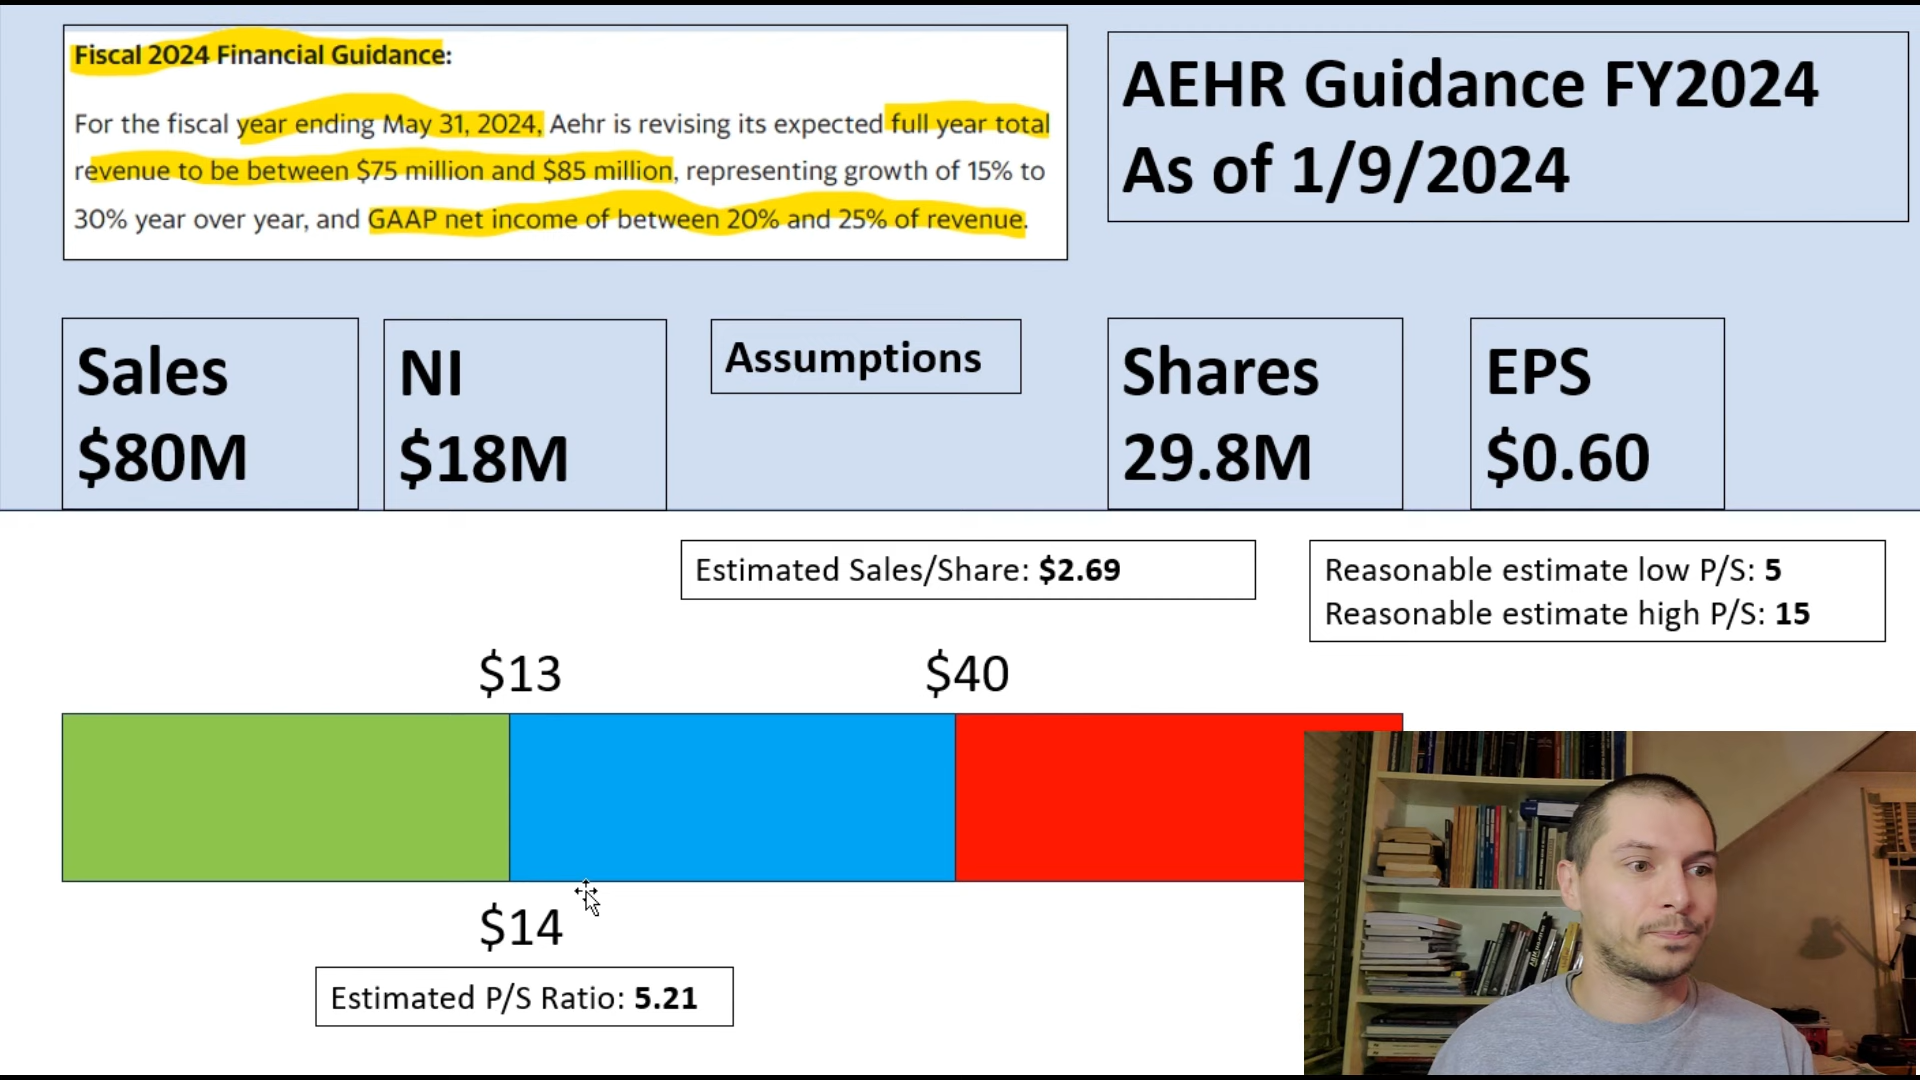 Fiscal 2024 Financial Guidance:
For the fiscal year ending May 31, 2024, Aehr is revising its expected full year total
revenue to be between $75 million and $85 million, representing growth of 15% to
30% year over year, and GAAP net income of between 20% and 25% of revenue.
AEHR Guidance FY2024
As of 1/9/2024
Sales
$80M
NI
$18M
Assumptions
Shares
29.8M
EPS
$0.60
Estimated Sales/Share: $2.69
Reasonable estimate low P/S: 5
Reasonable estimate high P/S: 15
$13
$40
$14
Estimated P/S Ratio: 5.21